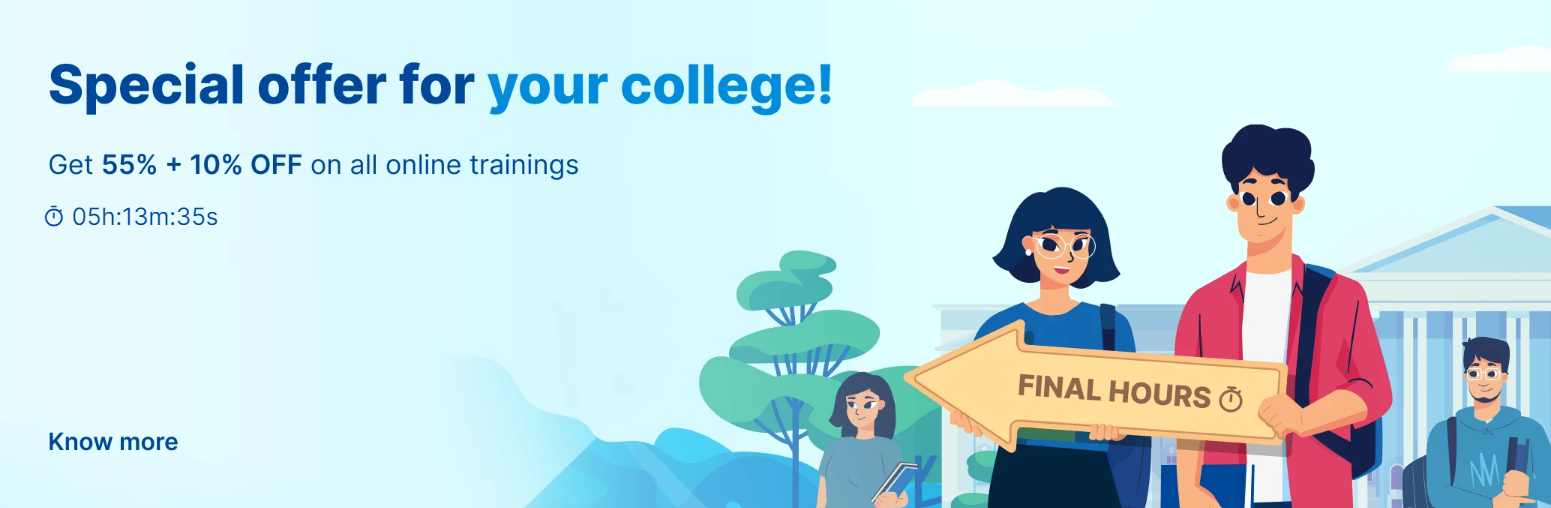 Special offer for your college!
Get 55% + 10% OFF on all online trainings
05h:13m:35s
FINAL HOURS
Know more